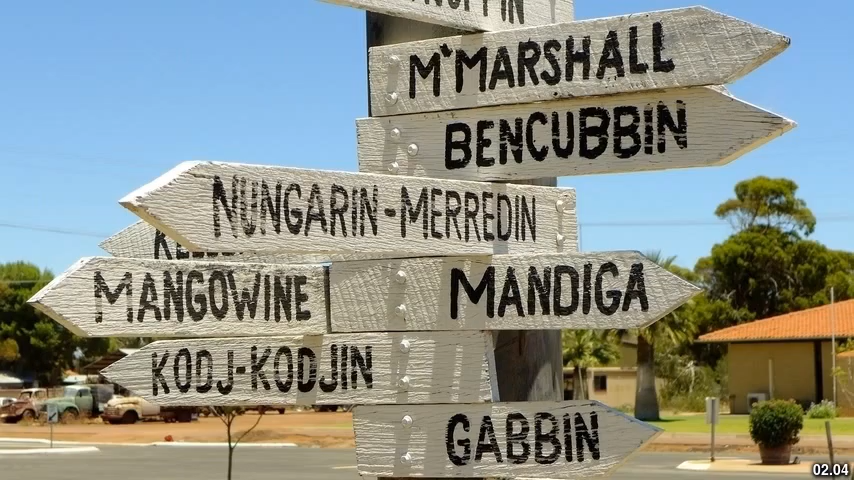 M'MARSHALL
BENCUBBIN
NUNGARIN-MERREDIN
MANGOWINE
MANDIGA
KODJ-KODJIN
GABBIN
02.04